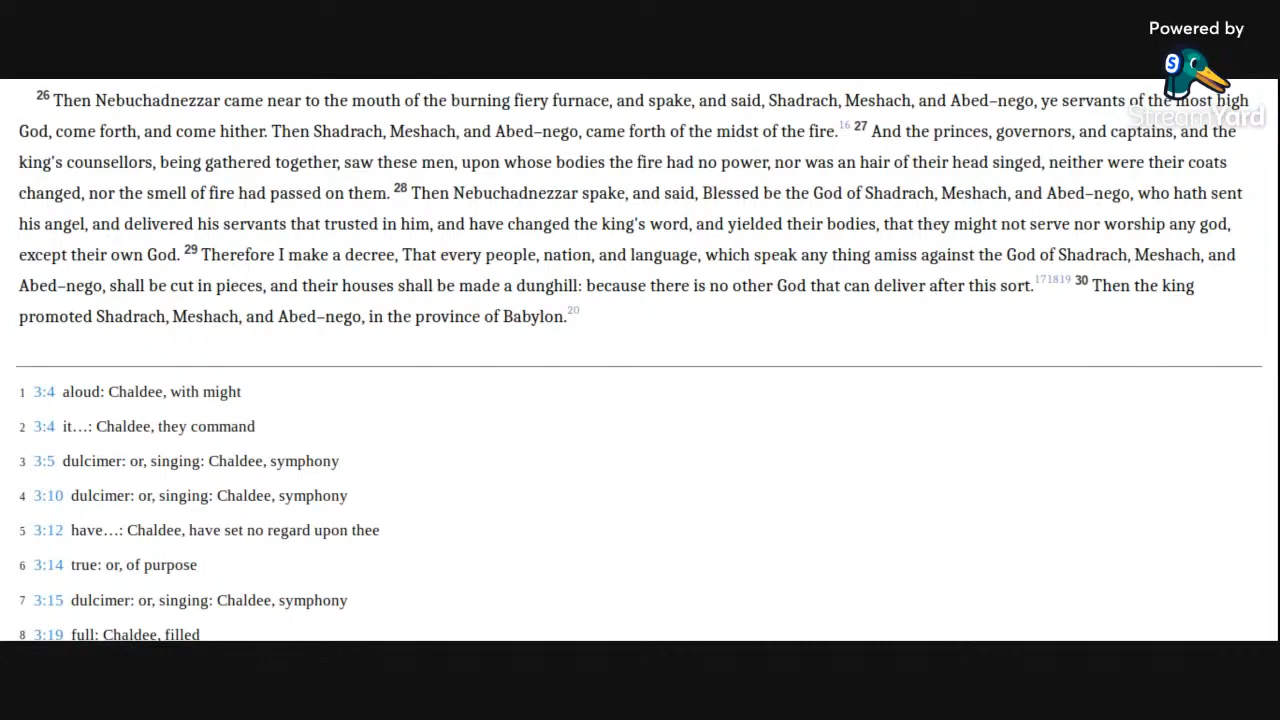 Powered by
S
StreamYard
26 Then Nebuchadnezzar came near to the mouth of the burning fiery furnace, and spake, and said, Shadrach, Meshach, and Abed–nego, ye servants of the most high
God, come forth, and come hither. Then Shadrach, Meshach, and Abed–nego, came forth of the midst of the fire.16 27 And the princes, governors, and captains, and the
king's counsellors, being gathered together, saw these men, upon whose bodies the fire had no power, nor was an hair of their head singed, neither were their coats
changed, nor the smell of fire had passed on them. 28 Then Nebuchadnezzar spake, and said, Blessed be the God of Shadrach, Meshach, and Abed–nego, who hath sent
his angel, and delivered his servants that trusted in him, and have changed the king's word, and yielded their bodies, that they might not serve nor worship any god,
except their own God. 29 Therefore I make a decree, That every people, nation, and language, which speak any thing amiss against the God of Shadrach, Meshach, and
Abed–nego, shall be cut in pieces, and their houses shall be made a dunghill: because there is no other God that can deliver after this sort.171819 30 Then the king
promoted Shadrach, Meshach, and Abed–nego, in the province of Babylon.20
1 3:4 aloud: Chaldee, with might
2 3:4 it…: Chaldee, they command
3 3:5 dulcimer: or, singing: Chaldee, symphony
4 3:10 dulcimer: or, singing: Chaldee, symphony
5 3:12 have…: Chaldee, have set no regard upon thee
6 3:14 true: or, of purpose
7 3:15 dulcimer: or, singing: Chaldee, symphony
8 3:19 full: Chaldee, filled